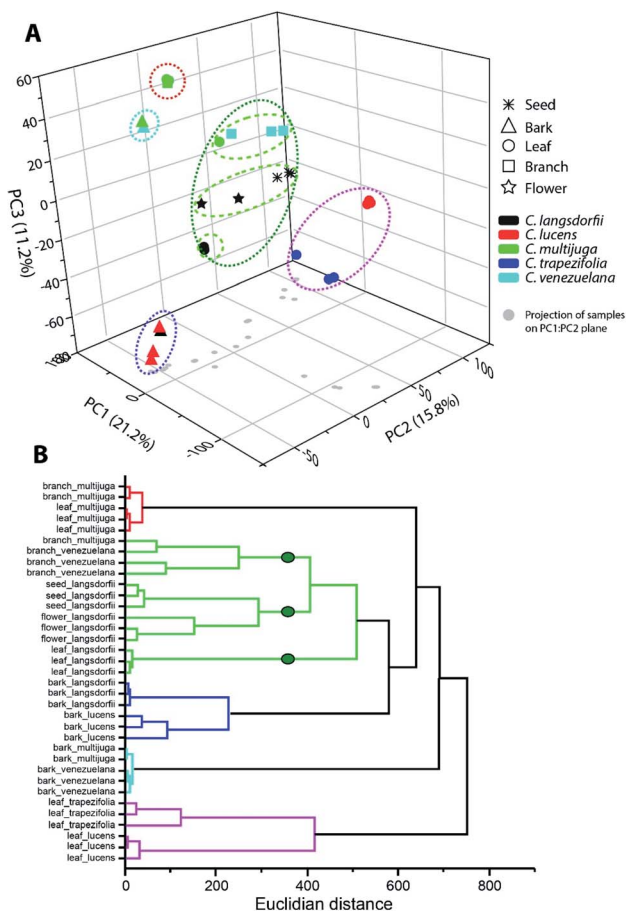 A
60
40
20
0
-20
-40
-60
-80
PC3 (11.2%)
0
-100
PC1 (21.2%)
-50
0
50
100
PC2 (15.8%)
Seed
Bark
Leaf
Branch
Flower
C. langsdorfii
C. lucens
C. multijuga
C. trapezifolia
C. venezuelana
Projection of samples
on PC1:PC2 plane
B
branch_multijuga
branch_multijuga
leaf_multijuga
leaf_multijuga
leaf_multijuga
branch_multijuga
branch_venezuelana
branch_venezuelana
branch_venezuelana
seed_langsdorfii
seed_langsdorfii
seed_langsdorfii
flower_langsdorfii
flower_langsdorfii
flower_langsdorfii
leaf_langsdorfii
leaf_langsdorfii
leaf_langsdorfii
bark_langsdorfii
bark_langsdorfii
bark_langsdorfii
bark_lucens
bark_lucens
bark_lucens
bark_multijuga
bark_multijuga
bark_venezuelana
bark_venezuelana
bark_venezuelana
leaf_trapezifolia
leaf_trapezifolia
leaf_trapezifolia
leaf_lucens
leaf_lucens
leaf_lucens
0 200 400 600 800
Euclidian distance